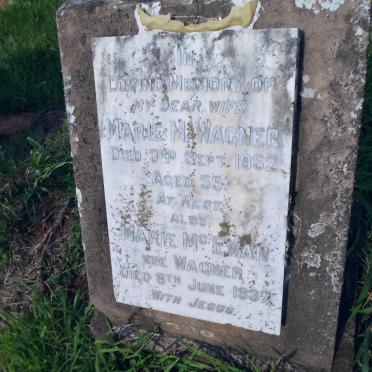 IN
LOVING MEMORY OF
MY DEAR WIFE
MARIE M. WAGNER
DIED 3RD SEPT. 1952
AGED 55.
AT REST.
ALSO
MARIE MCEWAN
NEE WAGNER
DIED 8TH JUNE
WITH JESUS.